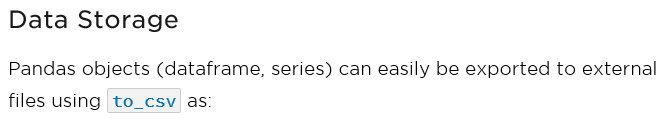 Data Storage
Pandas objects (dataframe, series) can easily be exported to external
files using to_csv as: